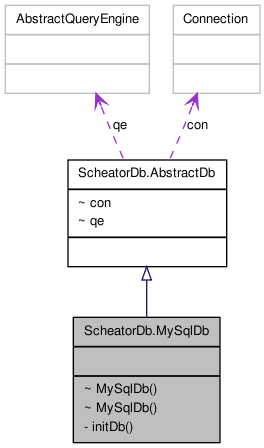 AbstractQueryEngine
Connection
qe
con
ScheatorDb.AbstractDb
~ con
~ qe
ScheatorDb.MySqlDb
~ MySqlDb()
~ MySqlDb()
- initDb()